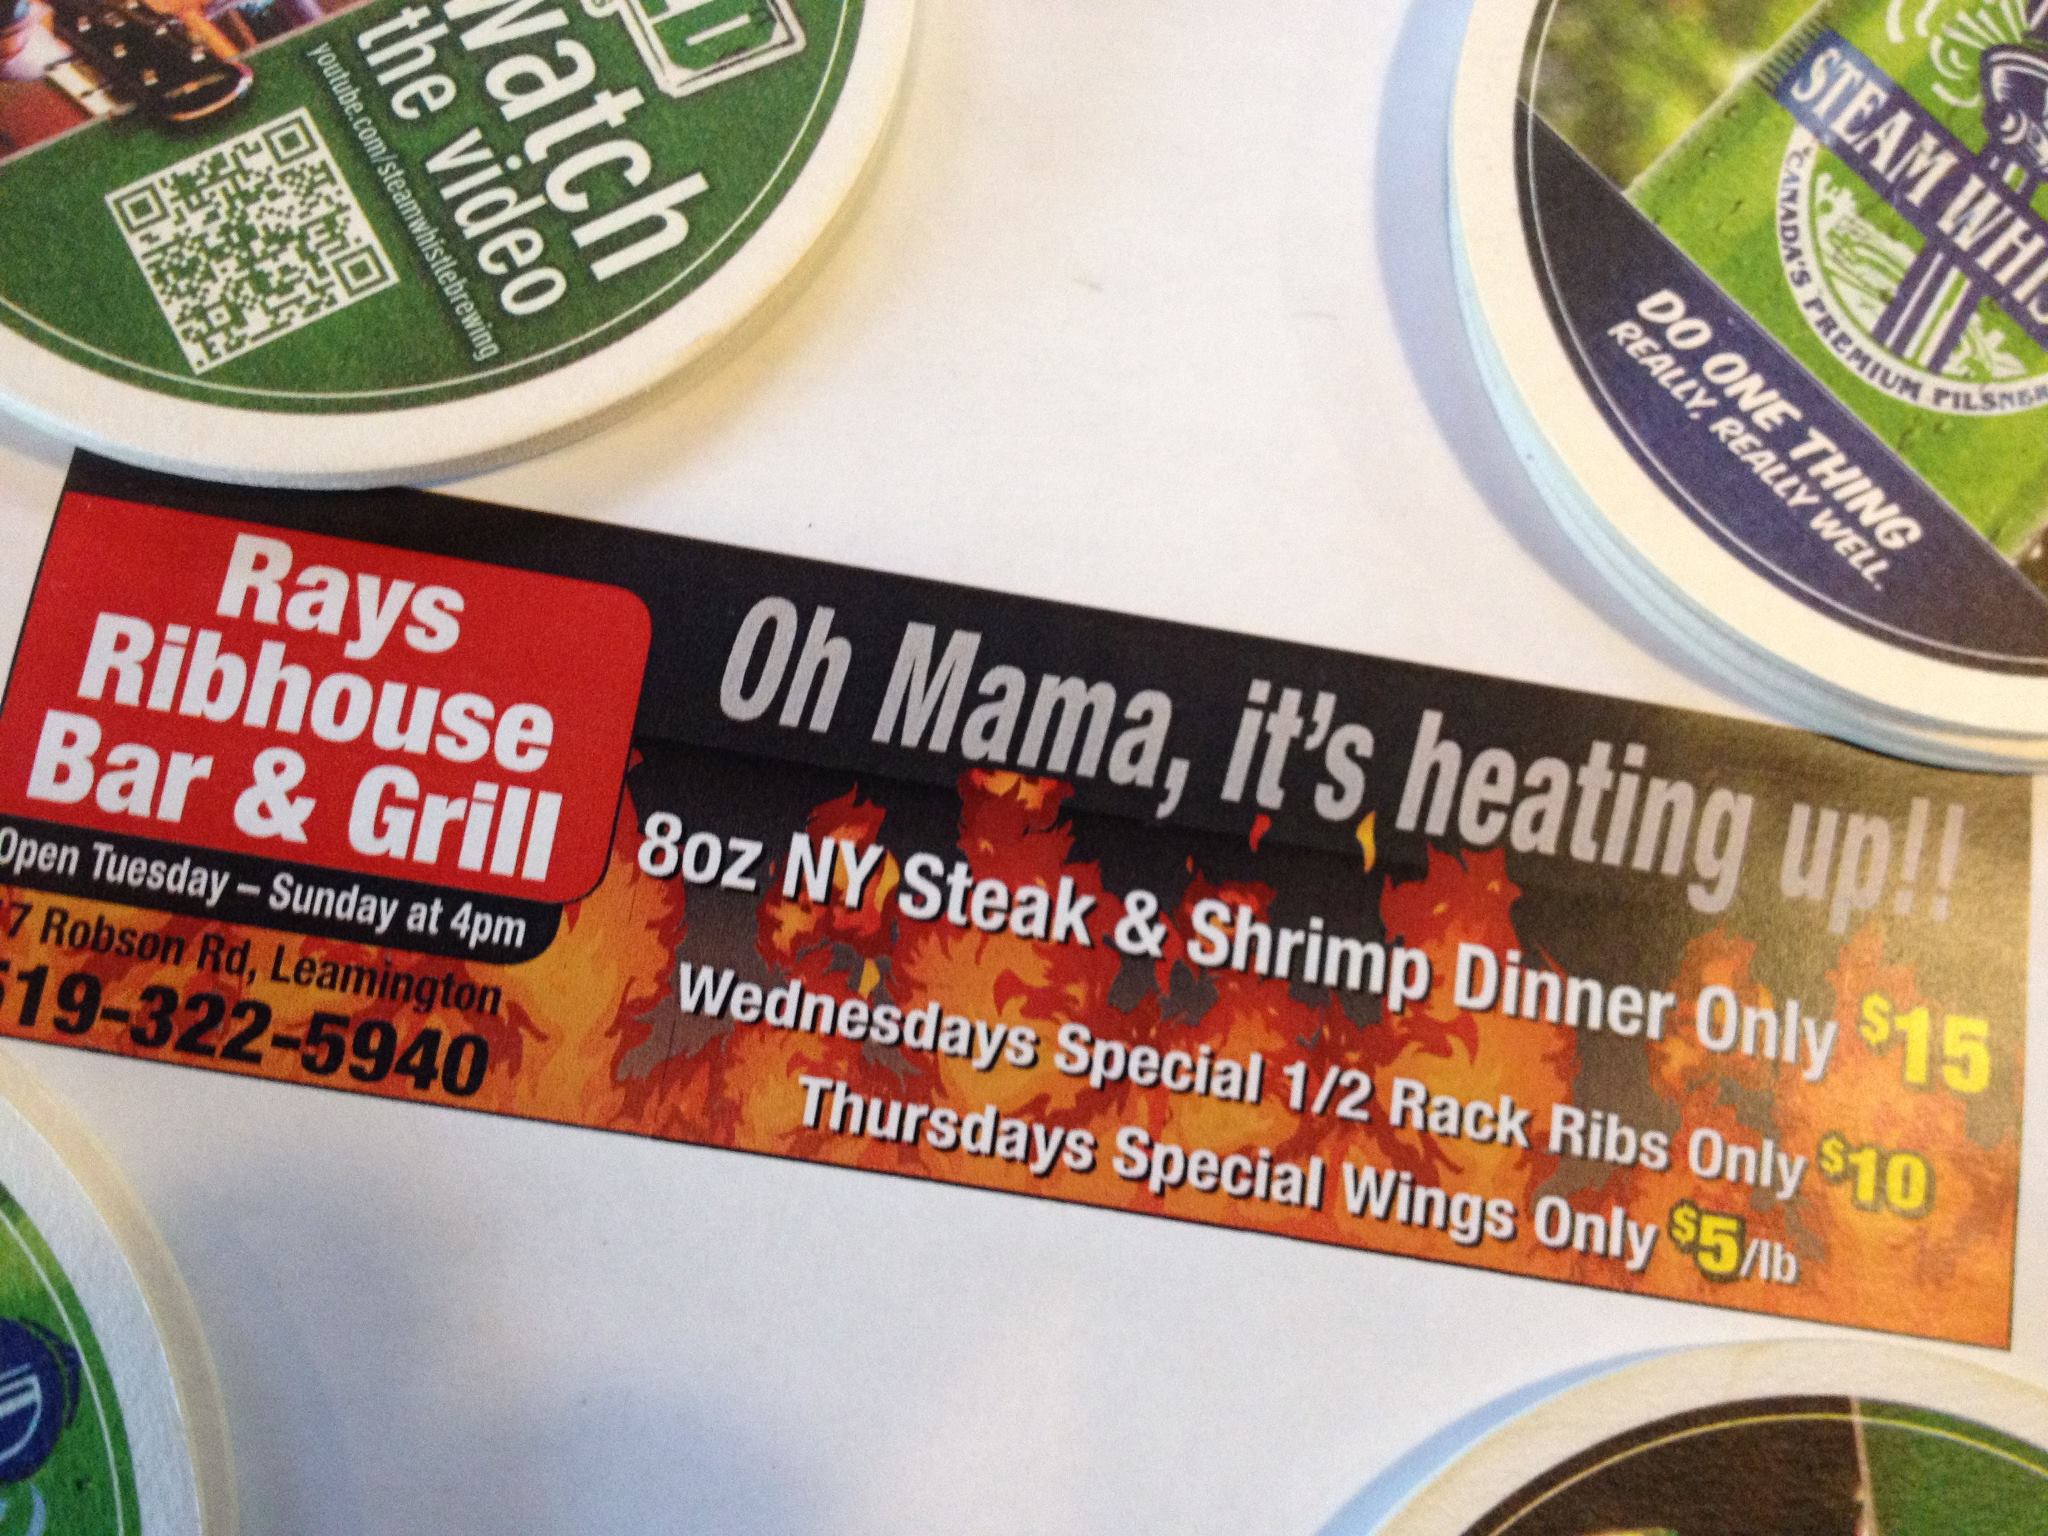 watch
the video
youtube.com/steamwhistlebrewing
STEAM
CANADA'S PREMIUM PILSNER
DO ONE THING
REALLY, REALLY WELL.
Rays
Ribhouse
Bar & Grill
Open Tuesday – Sunday at 4pm
7 Robson Rd, Leamington
519-322-5940
Oh Mama, it's heating up!!
8oz NY Steak & Shrimp Dinner Only $15
Wednesdays Special 1/2 Rack Ribs Only $10
Thursdays Special Wings Only $5/lb